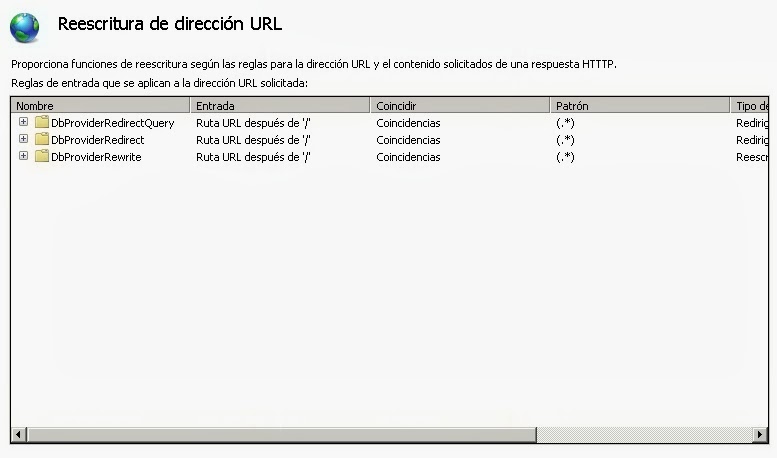 Reescritura de dirección URL
Proporciona funciones de reescritura según las reglas para la dirección URL y el contenido solicitados de una respuesta HTTTP.
Reglas de entrada que se aplican a la dirección URL solicitada:
Nombre Entrada Coincidir Patrón Tipo de
DbProviderRedirectQuery Ruta URL después de '/' Coincidencias (.*) Redirig
DbProviderRedirect Ruta URL después de '/' Coincidencias (.*) Redirig
DbProviderRewrite Ruta URL después de '/' Coincidencias (.*) Reescr